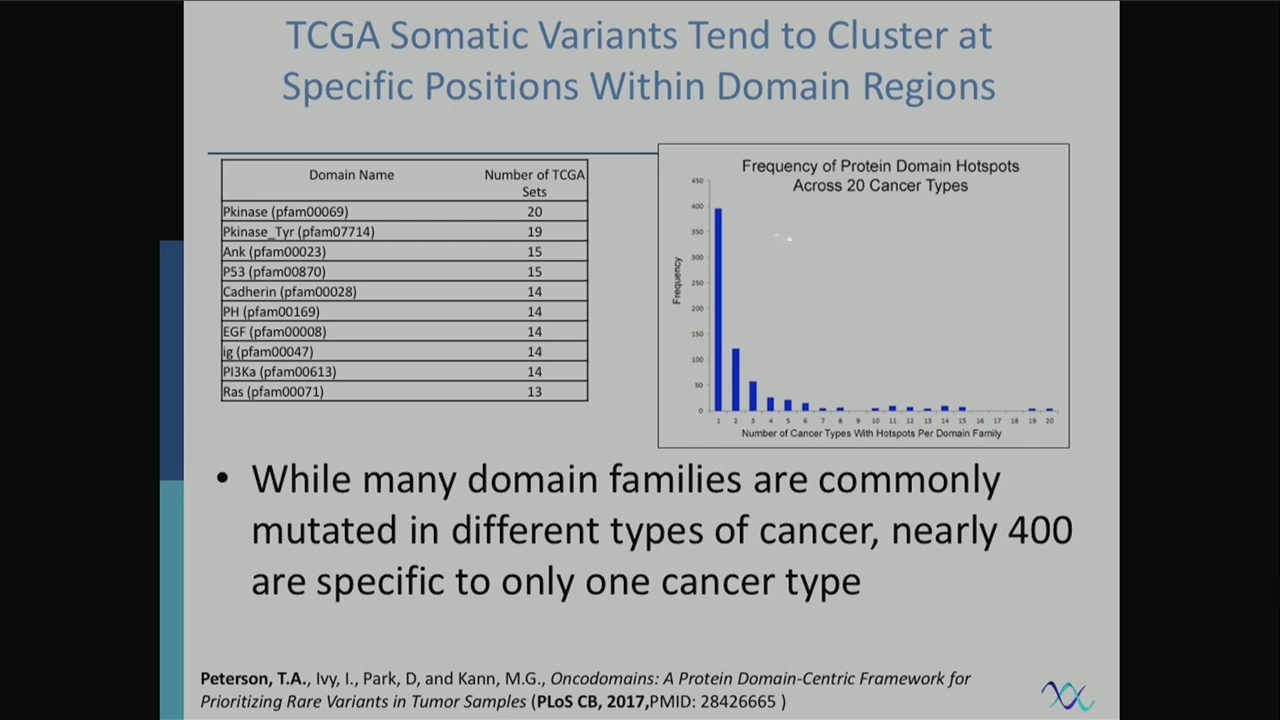 TCGA Somatic Variants Tend to Cluster at
Specific Positions Within Domain Regions
Domain Name Number of TCGA
Sets
Pkinase (pfam00069) 20
Pkinase_Tyr (pfam07714) 19
Ank (pfam00023) 15
P53 (pfam00870) 15
Cadherin (pfam00028) 14
PH (pfam00169) 14
EGF (pfam00008) 14
ig (pfam00047) 14
PI3Ka (pfam00613) 14
Ras (pfam00071) 13
Frequency of Protein Domain Hotspots
Across 20 Cancer Types
450
400
350
300
250
200
150
100
50
0
Frequency
1 2 3 4 5 6 7 8 9 10 11 12 13 14 15 16 17 18 19 20
Number of Cancer Types With Hotspots Per Domain Family
• While many domain families are commonly
mutated in different types of cancer, nearly 400
are specific to only one cancer type
Peterson, T.A., Ivy, I., Park, D, and Kann, M.G., Oncodomains: A Protein Domain-Centric Framework for
Prioritizing Rare Variants in Tumor Samples (PLoS CB, 2017,PMID: 28426665 )